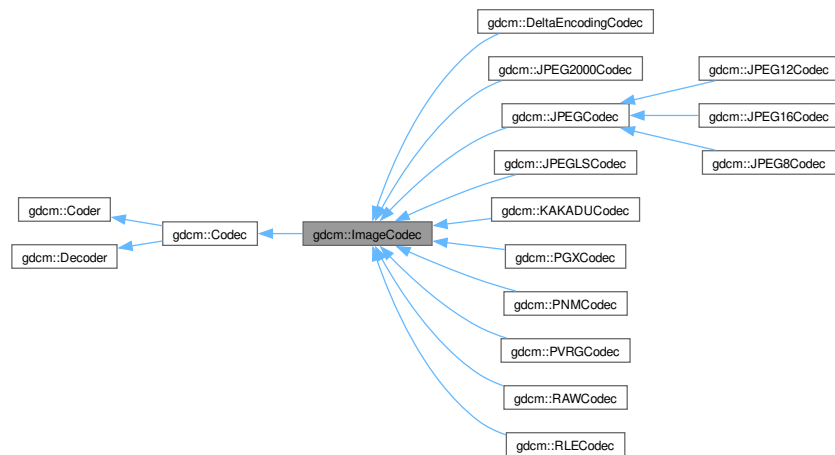 gdcm::DeltaEncodingCodec
gdcm::JPEG2000Codec
gdcm::JPEG12Codec
gdcm::JPEGCodec
gdcm::JPEG16Codec
gdcm::JPEGLSCodec
gdcm::JPEG8Codec
gdcm::Coder
gdcm::KAKADUCodec
gdcm::Codec
gdcm::ImageCodec
gdcm::Decoder
gdcm::PGXCodec
gdcm::PNMCodec
gdcm::PVRGCodec
gdcm::RAWCodec
gdcm::RLECodec